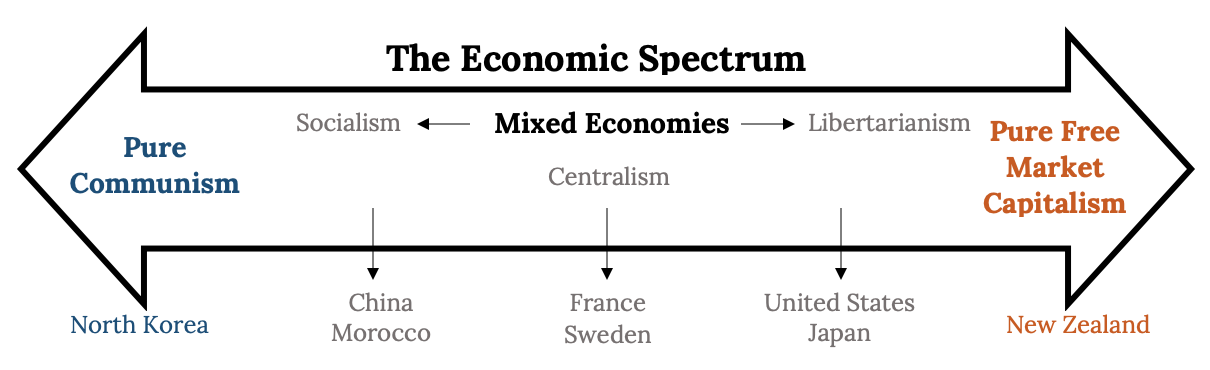 The Economic Spectrum
Socialism
Mixed Economies
Libertarianism
Pure
Communism
Centralism
Pure Free
Market
Capitalism
North Korea
China
Morocco
France
Sweden
United States
Japan
New Zealand